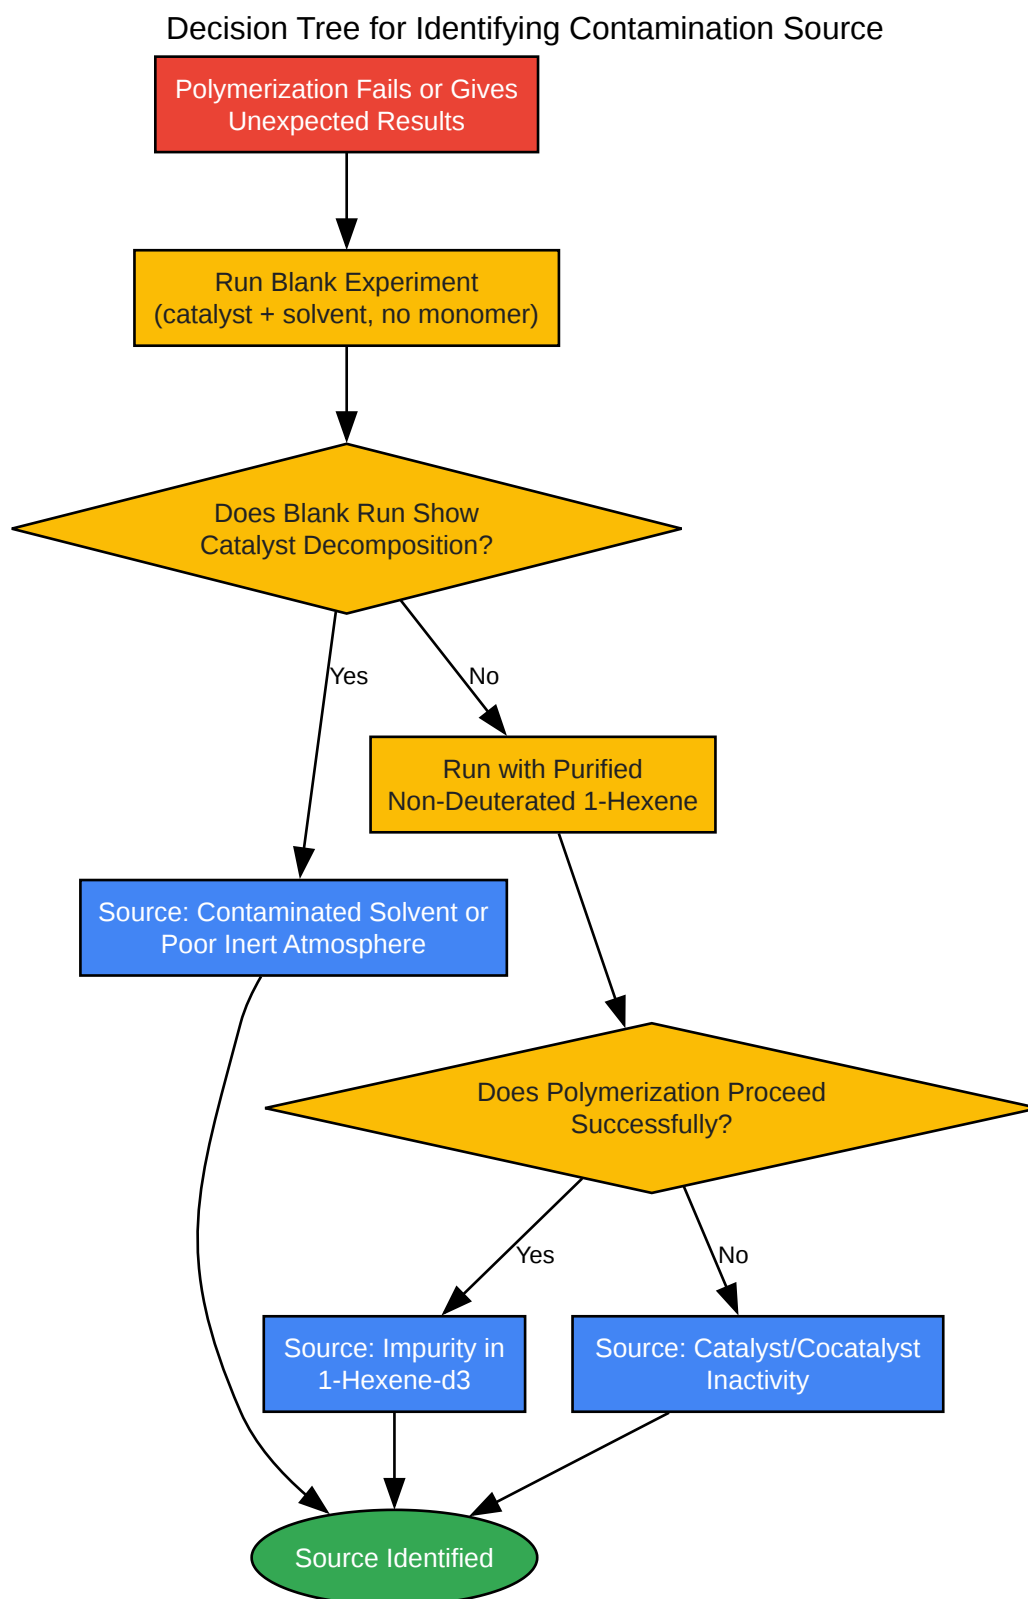 Decision Tree for Identifying Contamination Source
Polymerization Fails or Gives
Unexpected Results
Run Blank Experiment
(catalyst + solvent, no monomer)
Does Blank Run Show
Catalyst Decomposition?
Yes
No
Run with Purified
Non-Deuterated 1-Hexene
Source: Contaminated Solvent or
Poor Inert Atmosphere
Does Polymerization Proceed
Successfully?
Yes
No
Source: Impurity in
1-Hexene-d3
Source: Catalyst/Cocatalyst
Inactivity
Source Identified